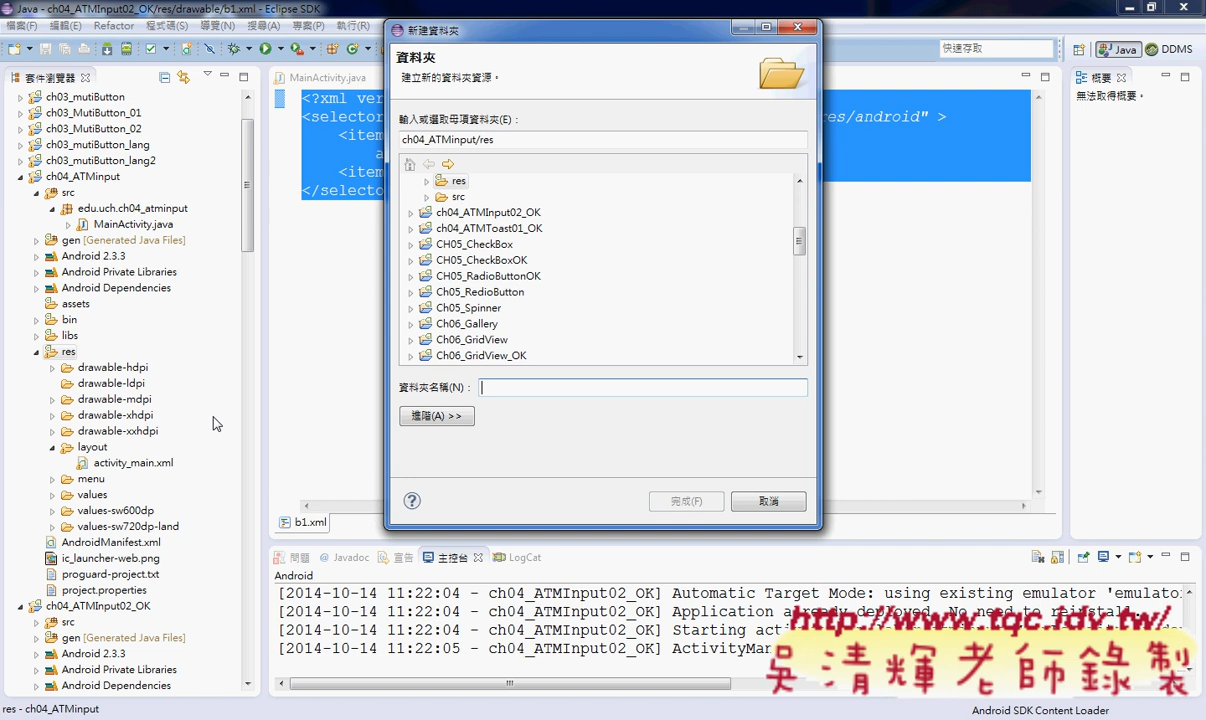 Java - ch04_ATMInput02_OK/res/drawable/b1.xml - Eclipse SDK
檔案(F) 編輯(E) Refactor 程式碼(S) 導覽(N) 搜尋(A) 專案(P) 執行(R)
快速存取
Java
DDMS
套件瀏覽器
ch03_mutiButton
ch03_MutiButton_01
ch03_MutiButton_02
ch03_mutiButton_lang
ch03_mutiButton_lang2
ch04_ATMinput
src
edu.uch.ch04_atminput
MainActivity.java
gen [Generated Java Files]
Android 2.3.3
Android Private Libraries
Android Dependencies
assets
bin
libs
res
drawable-hdpi
drawable-ldpi
drawable-mdpi
drawable-xhdpi
drawable-xxhdpi
layout
activity_main.xml
menu
values
values-sw600dp
values-sw720dp-land
AndroidManifest.xml
ic_launcher-web.png
proguard-project.txt
project.properties
ch04_ATMInput02_OK
src
gen [Generated Java Files]
Android 2.3.3
Android Private Libraries
Android Dependencies
MainActivity.java
<?xml ver
<selector
res/android" >
<item
a
<item
</selecto
b1.xml
新建資料夾
資料夾
建立新的資料夾資源。
輸入或選取母項資料夾(E)：
ch04_ATMinput/res
res
src
ch04_ATMInput02_OK
ch04_ATMToast01_OK
CH05_CheckBox
CH05_CheckBoxOK
Ch05_RadioButtonOK
Ch05_RedioButton
Ch05_Spinner
Ch06_Gallery
Ch06_GridView
Ch06_GridView_OK
資料夾名稱(N)：
進階(A) >>
完成(F)
取消
概要
無法取得概要。
問題 @ Javadoc 宣告 主控台 LogCat
Android
[2014-10-14 11:22:04 - ch04_ATMInput02_OK] Automatic Target Mode: using existing emulator 'emulato
[2014-10-14 11:22:04 - ch04_ATMInput02_OK] Application already deployed. No need to reinstall.
[2014-10-14 11:22:04 - ch04_ATMInput02_OK] Starting acti
[2014-10-14 11:22:05 - ch04_ATMInput02_OK] ActivityMan
http://www.tqc.idv.tw/
吳清輝老師錄製
res - ch04_ATMinput
Android SDK Content Loader